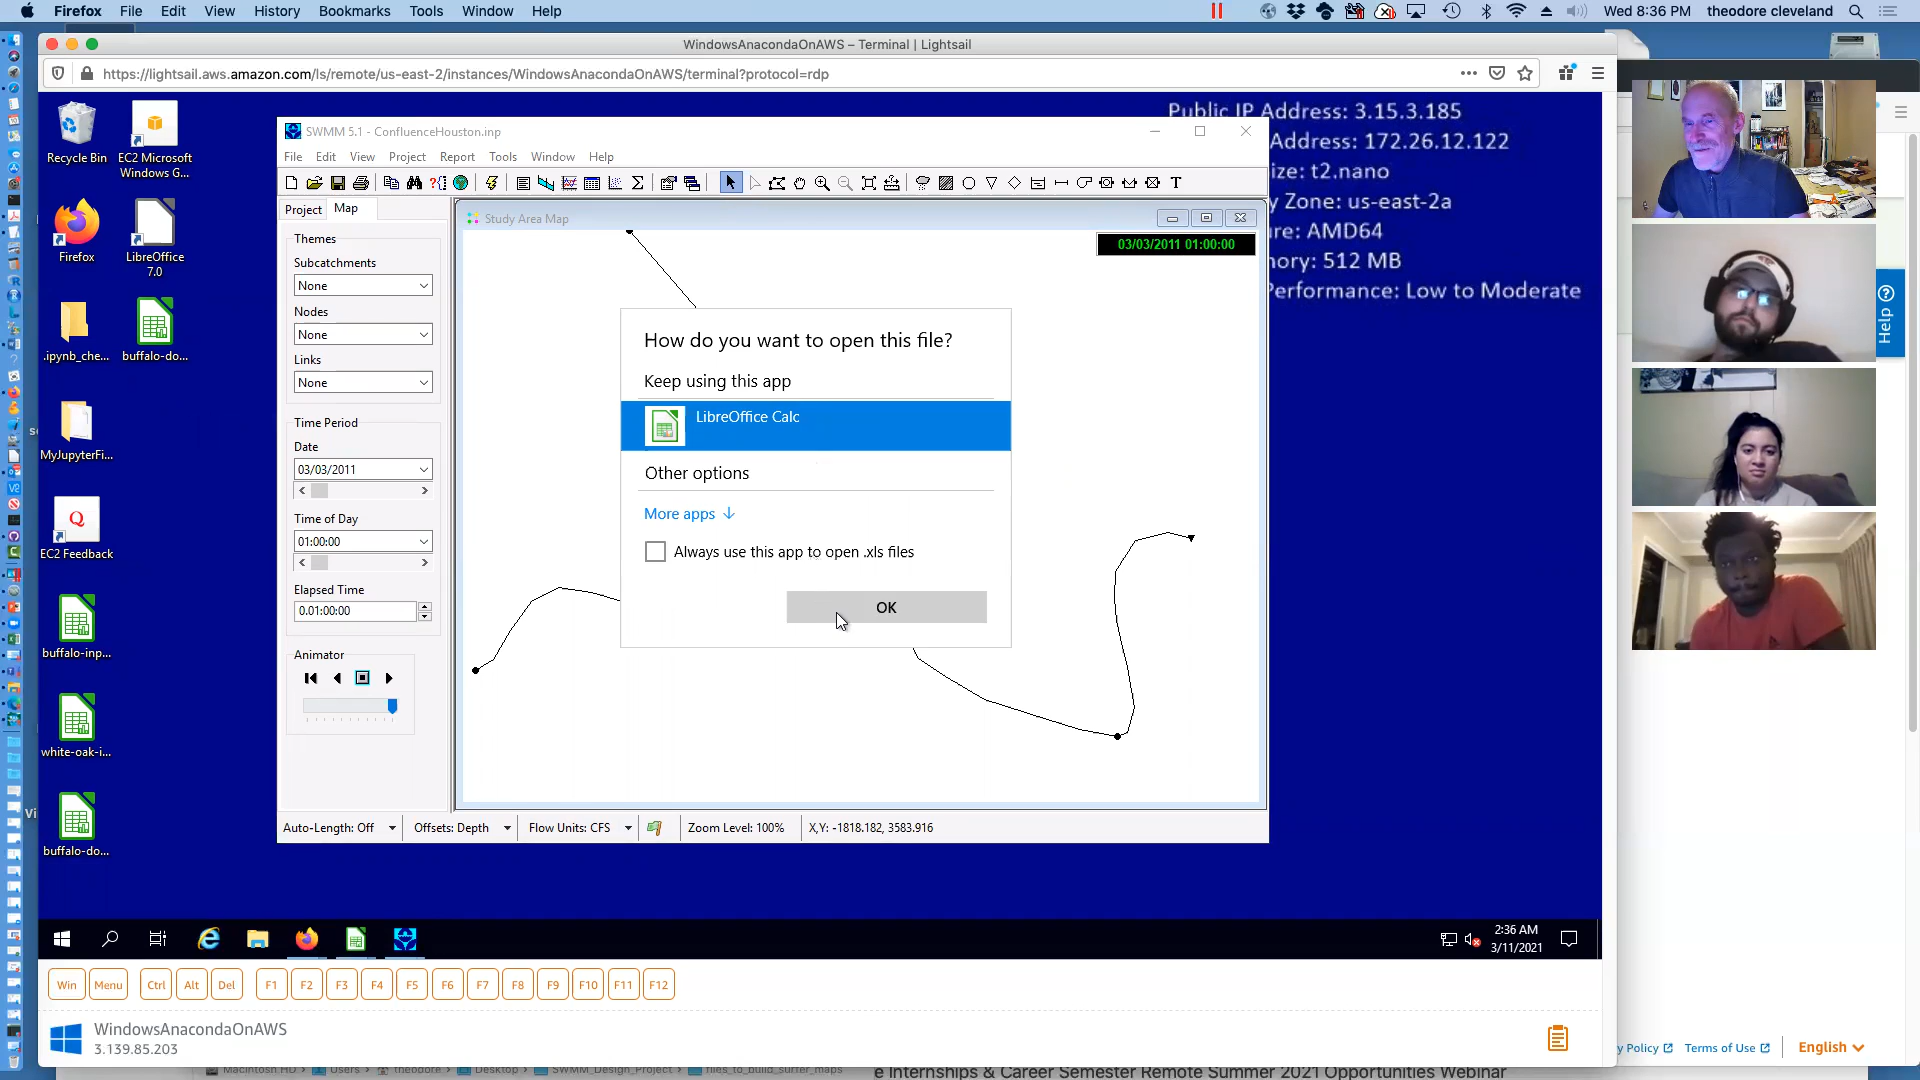 Firefox File Edit View History Bookmarks Tools Window Help
Wed 8:36 PM theodore cleveland
WindowsAnacondaOnAWS – Terminal | Lightsail
https://lightsail.aws.amazon.com/ls/remote/us-east-2/instances/WindowsAnacondaOnAWS/terminal?protocol=rdp
Recycle Bin
EC2 Microsoft
Windows G...
Firefox
LibreOffice
7.0
.ipynb_che...
buffalo-do...
MyJupyterFi...
EC2 Feedback
buffalo-inp...
white-oak-i...
buffalo-do...
Public IP Address: 3.15.3.185
Address: 172.26.12.122
ize: t2.nano
y Zone: us-east-2a
ure: AMD64
ory: 512 MB
Performance: Low to Moderate
SWMM 5.1 - ConfluenceHouston.inp
File Edit View Project Report Tools Window Help
T
Project Map
Study Area Map
03/03/2011 01:00:00
Themes
Subcatchments
None
Nodes
None
Links
None
Time Period
Date
03/03/2011
Time of Day
01:00:00
Elapsed Time
0.01:00:00
Animator
How do you want to open this file?
Keep using this app
LibreOffice Calc
Other options
More apps
Always use this app to open .xls files
OK
Auto-Length: Off Offsets: Depth Flow Units: CFS Zoom Level: 100% X,Y: -1818.182, 3583.916
2:36 AM
3/11/2021
Win Menu Ctrl Alt Del F1 F2 F3 F4 F5 F6 F7 F8 F9 F10 F11 F12
WindowsAnacondaOnAWS
3.139.85.203
Help
y Policy Terms of Use English
Macintosh HD Users theodore Desktop SWMM_Design_Project files_to_build_surfer_maps
e Internships & Career Semester Remote Summer 2021 Opportunities Webinar